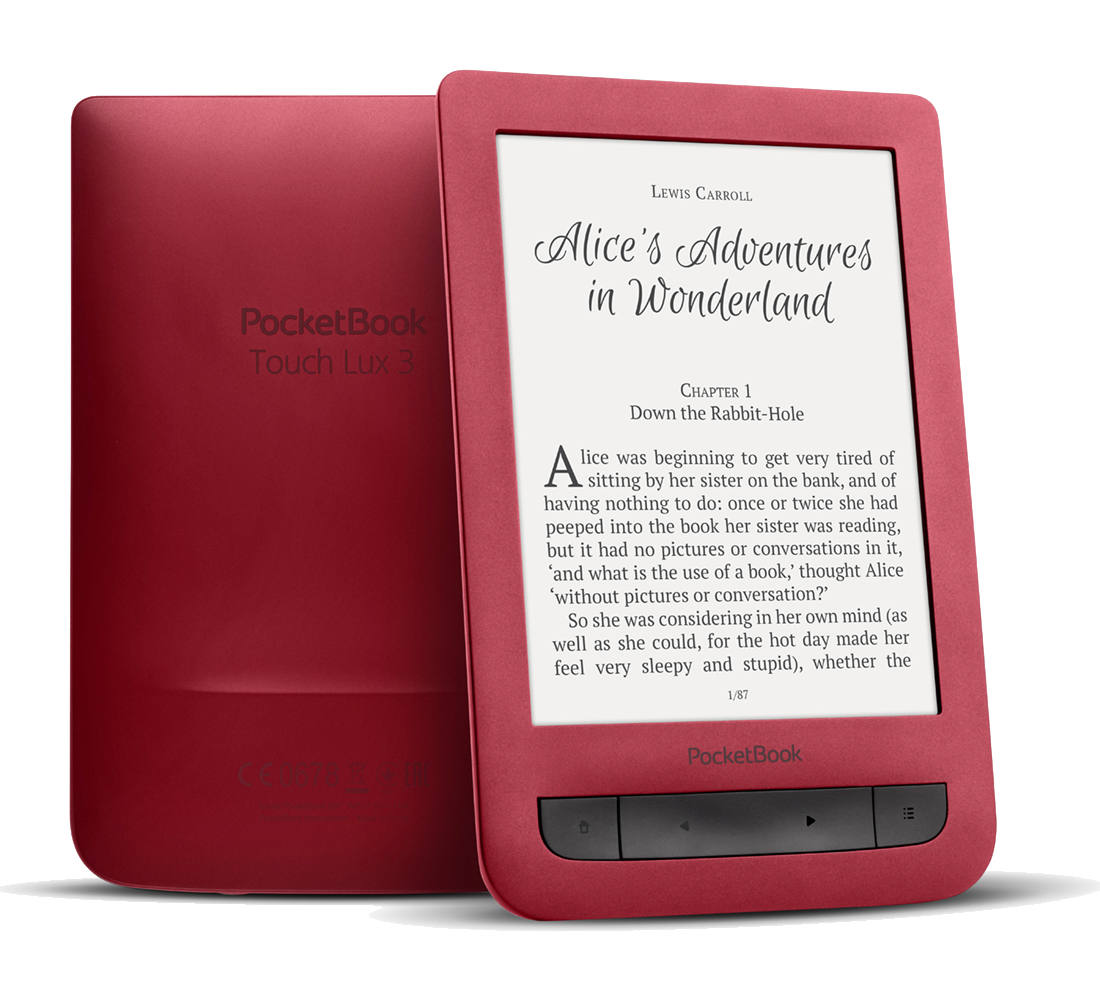 PocketBook
Touch Lux 3
CE0678
LEWIS CARROLL
Alice's Adventures
in Wonderland
CHAPTER 1
Down the Rabbit-Hole
Alice was beginning to get very tired of
sitting by her sister on the bank, and of
having nothing to do: once or twice she had
peeped into the book her sister was reading,
but it had no pictures or conversations in it,
‘and what is the use of a book,’ thought Alice
‘without pictures or conversation?’
So she was considering in her own mind (as
well as she could, for the hot day made her
feel very sleepy and stupid), whether the
1/87
PocketBook